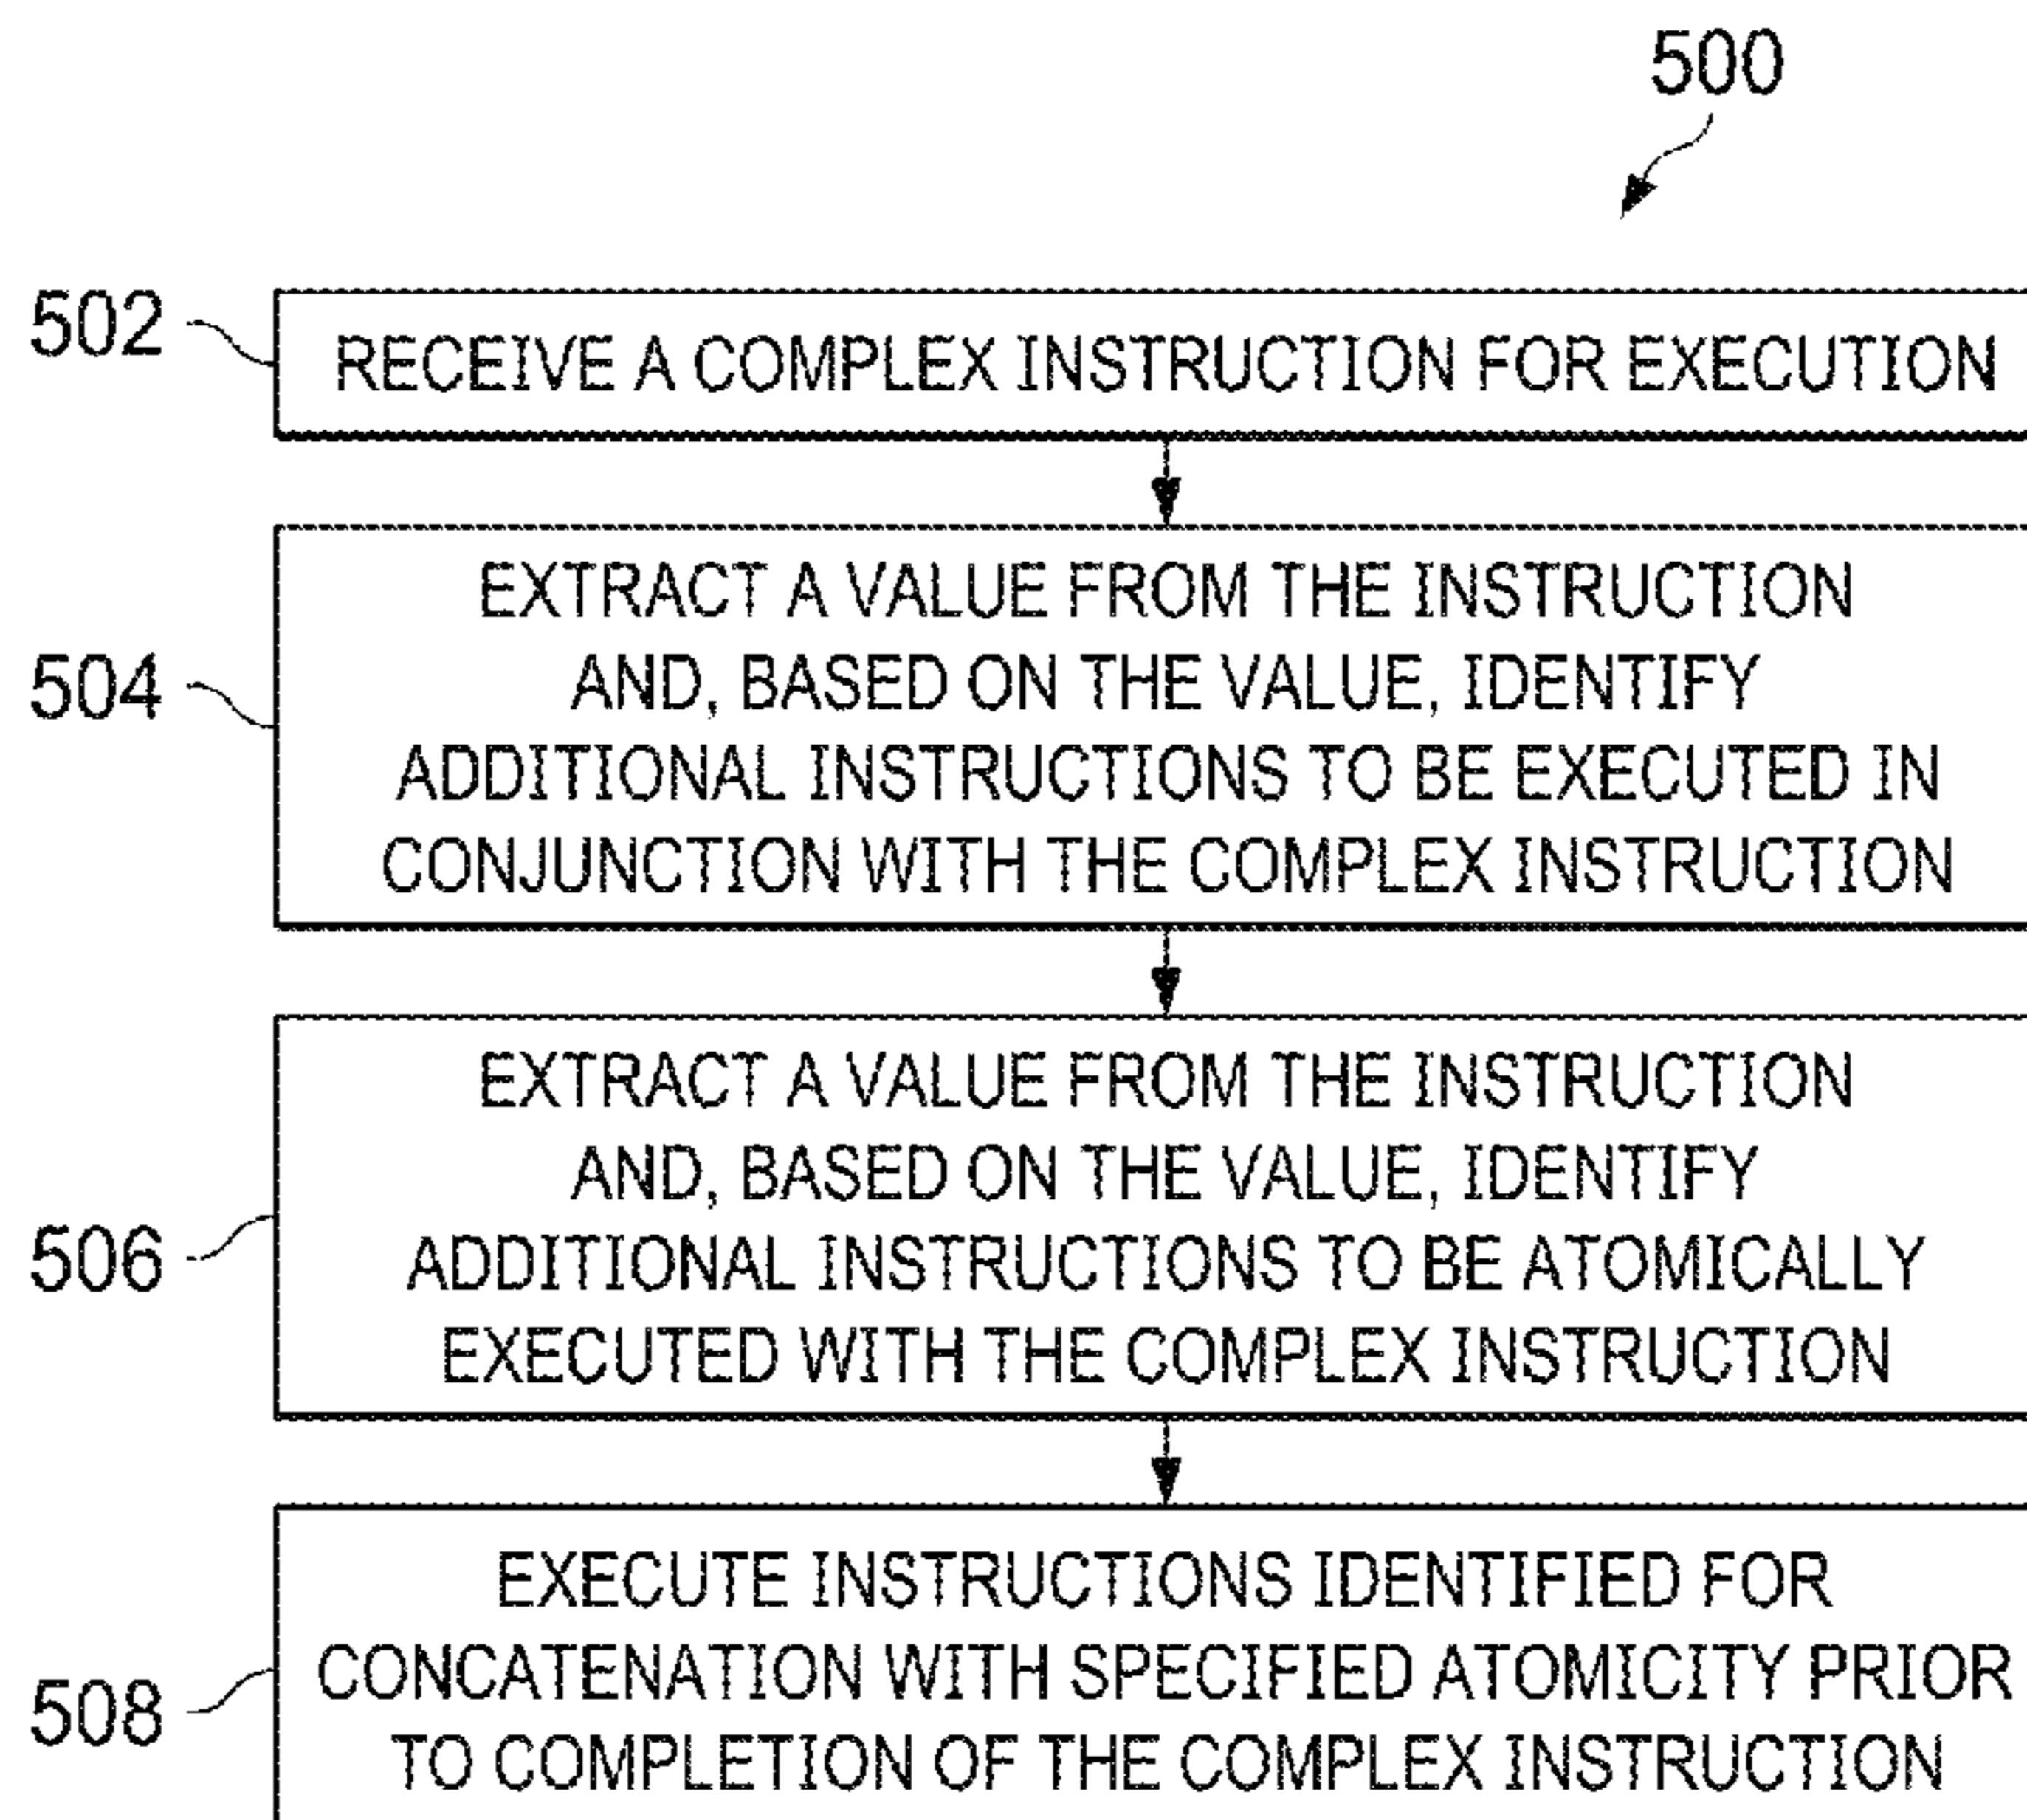 500
502
RECEIVE A COMPLEX INSTRUCTION FOR EXECUTION
504
EXTRACT A VALUE FROM THE INSTRUCTION
AND, BASED ON THE VALUE, IDENTIFY
ADDITIONAL INSTRUCTIONS TO BE EXECUTED IN
CONJUNCTION WITH THE COMPLEX INSTRUCTION
506
EXTRACT A VALUE FROM THE INSTRUCTION
AND, BASED ON THE VALUE, IDENTIFY
ADDITIONAL INSTRUCTIONS TO BE ATOMICALLY
EXECUTED WITH THE COMPLEX INSTRUCTION
508
EXECUTE INSTRUCTIONS IDENTIFIED FOR
CONCATENATION WITH SPECIFIED ATOMICITY PRIOR
TO COMPLETION OF THE COMPLEX INSTRUCTION